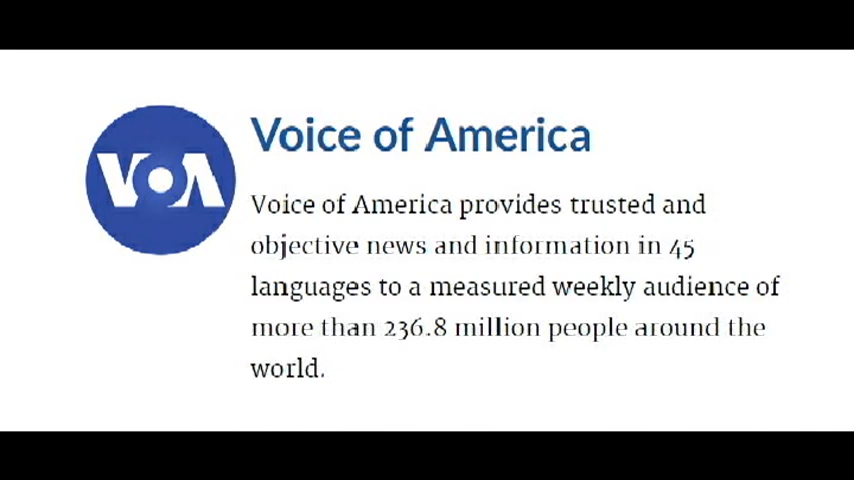 VOA
Voice of America
Voice of America provides trusted and
objective news and information in 45
languages to a measured weekly audience of
more than 236.8 million people around the
world.